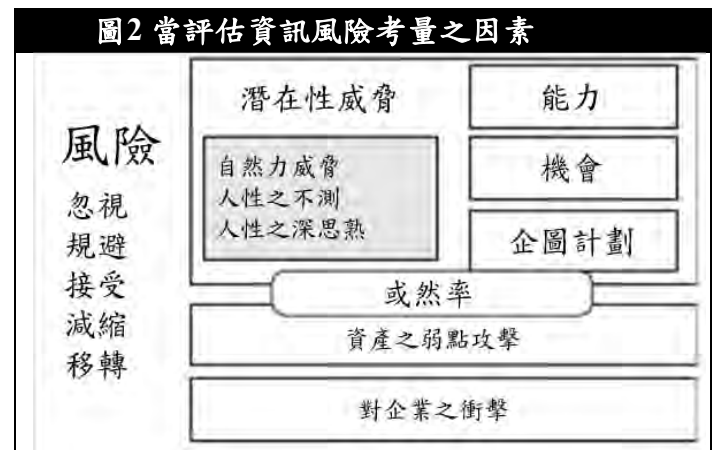 圖2 當評估資訊風險考量之因素
風險
忽視
規避
接受
減縮
移轉
潛在性威脅
自然力威脅
人性之不測
人性之深思熟
能力
機會
企圖計劃
或然率
資產之弱點攻擊
對企業之衝擊